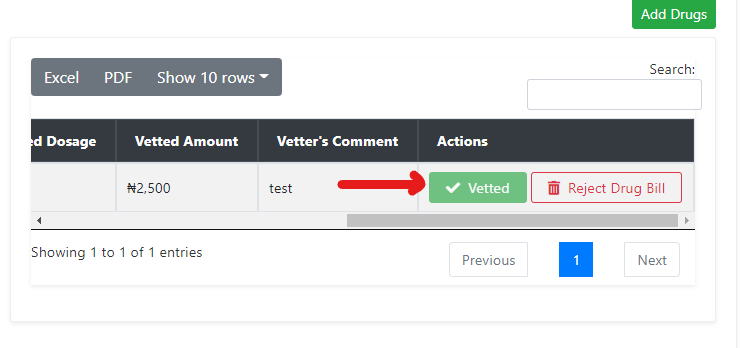 Add Drugs
Excel PDF Show 10 rows
Search:
ed Dosage Vetted Amount Vetter's Comment Actions
₦2,500 test Vetted Reject Drug Bill
Showing 1 to 1 of 1 entries
Previous 1 Next